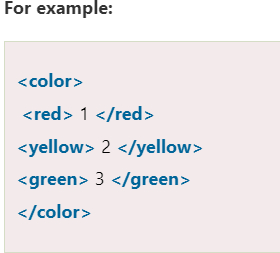 For example:
<color>
<red> 1 </red>
<yellow> 2 </yellow>
<green> 3 </green>
</color>